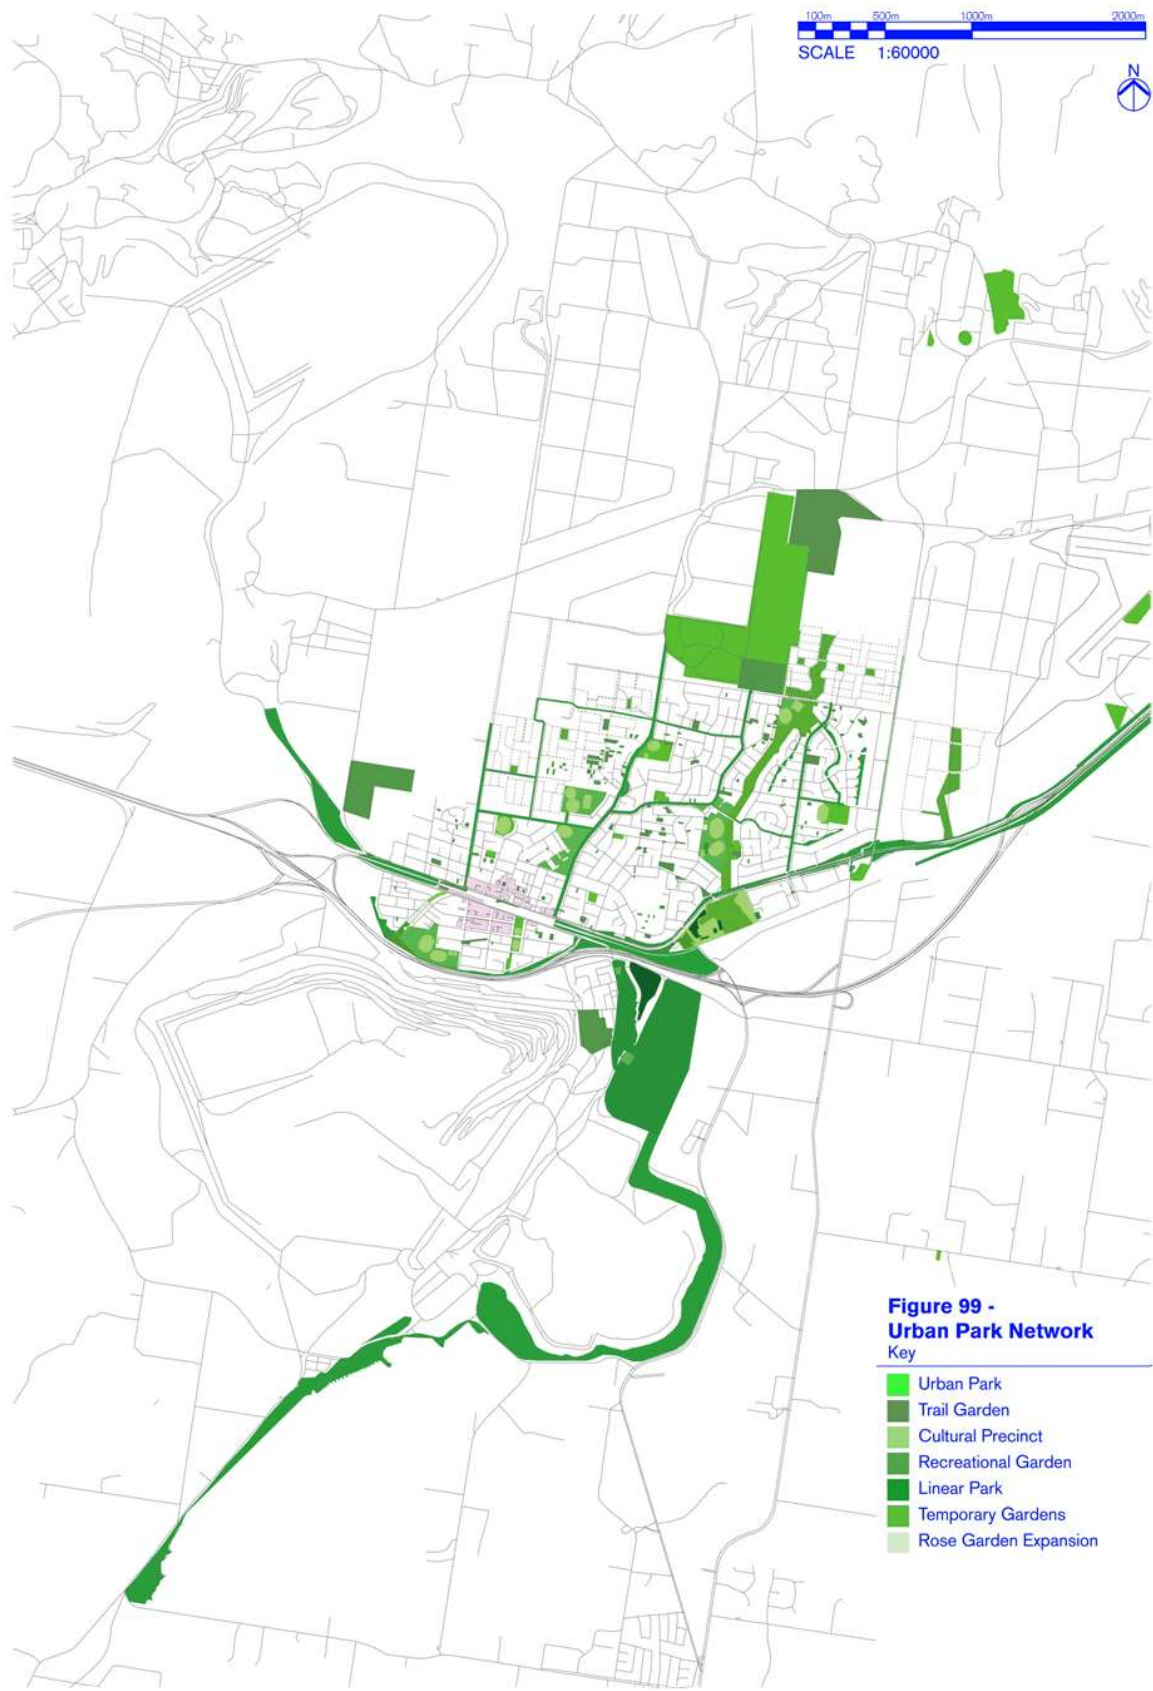 100m 500m 1000m 2000m
SCALE 1:60000
N
Figure 99 -
Urban Park Network
Key
Urban Park
Trail Garden
Cultural Precinct
Recreational Garden
Linear Park
Temporary Gardens
Rose Garden Expansion